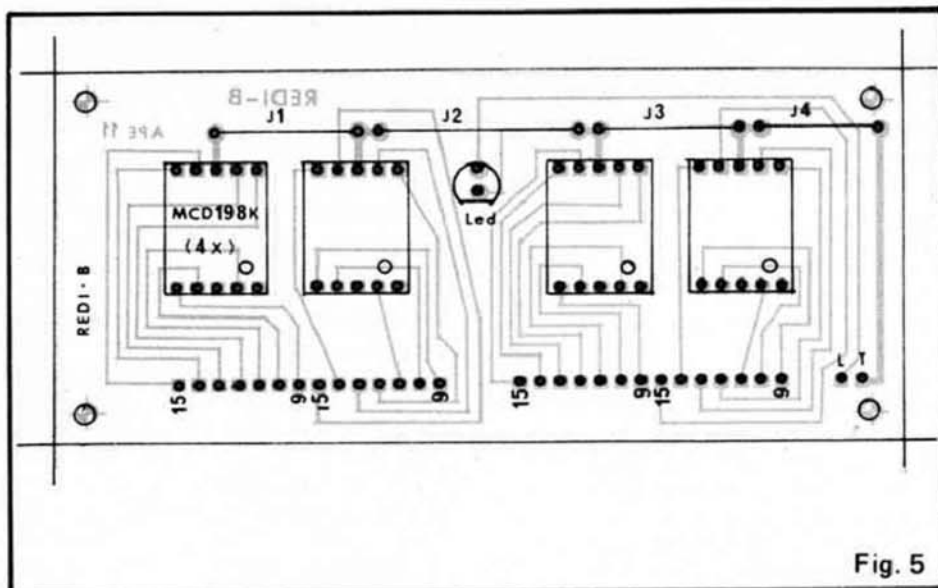 REDI-B
J1
J2
J3
J4
APE 11
MCD198K
(4x)
Led
REDI-B
L T
15 9 15 9 15 9 15 9
Fig. 5